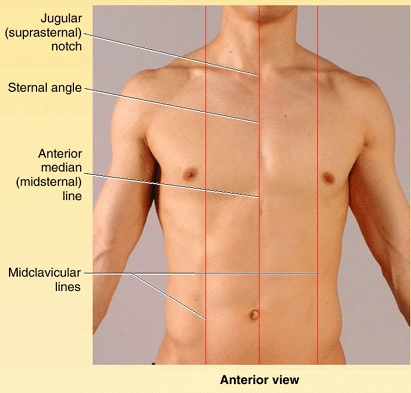 Jugular
(suprasternal)
notch
Sternal angle
Anterior
median
(midsternal)
line
Midclavicular
lines
Anterior view